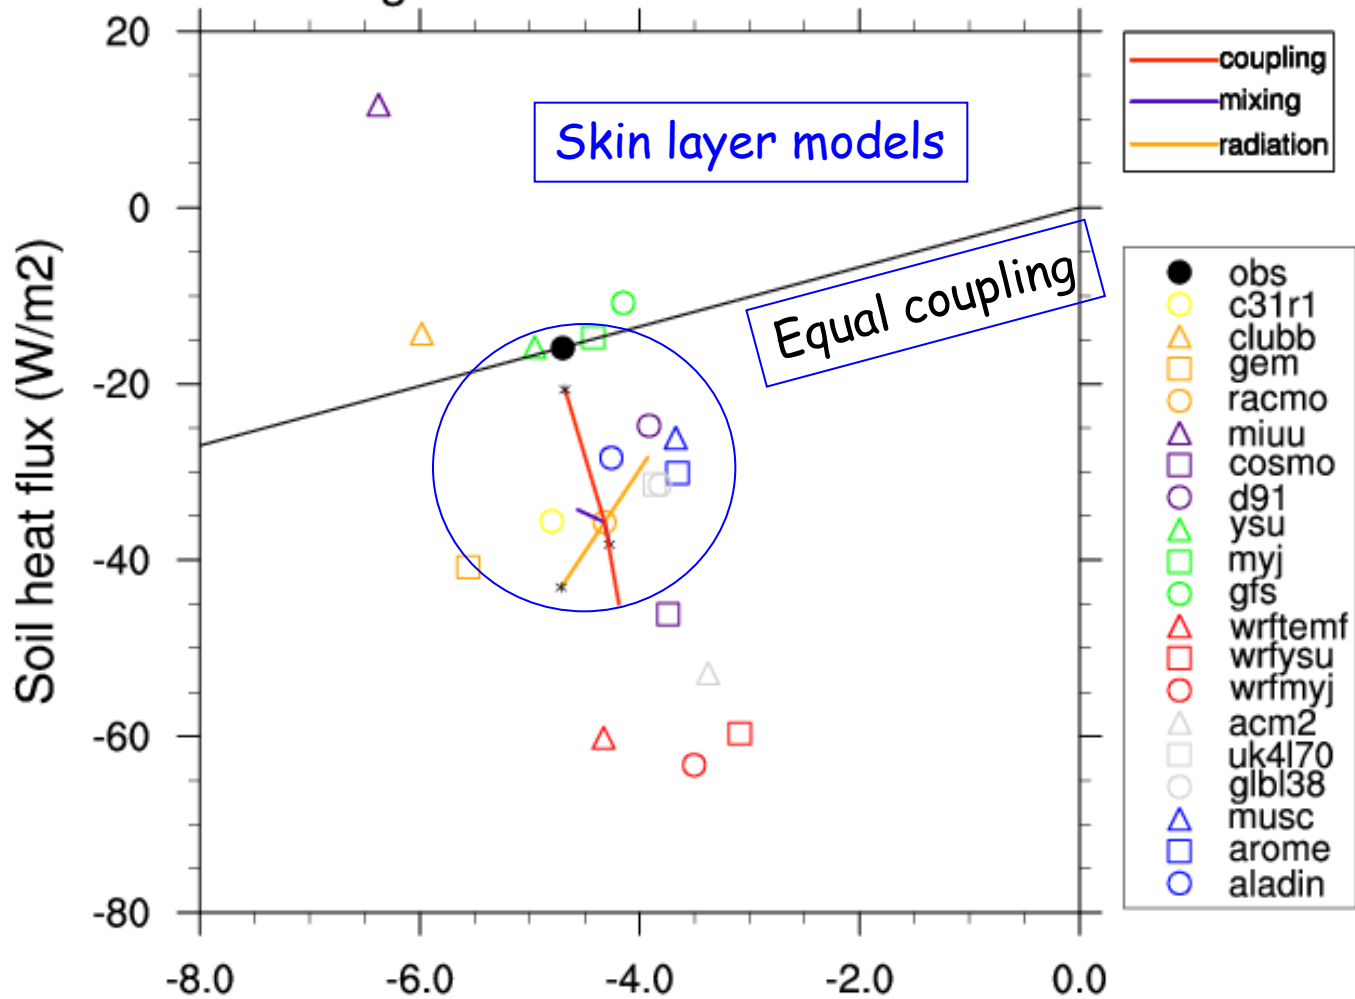 20
0
-20
-40
-60
-80
Soil heat flux (W/m2)
-8.0
-6.0
-4.0
-2.0
0.0
Skin layer models
Equal coupling
coupling
mixing
radiation
obs
c31r1
clubb
gem
racmo
miuu
cosmo
d91
ysu
myj
gfs
wrftemf
wrfysu
wrfmyj
acm2
uk4l70
glbl38
musc
arome
aladin